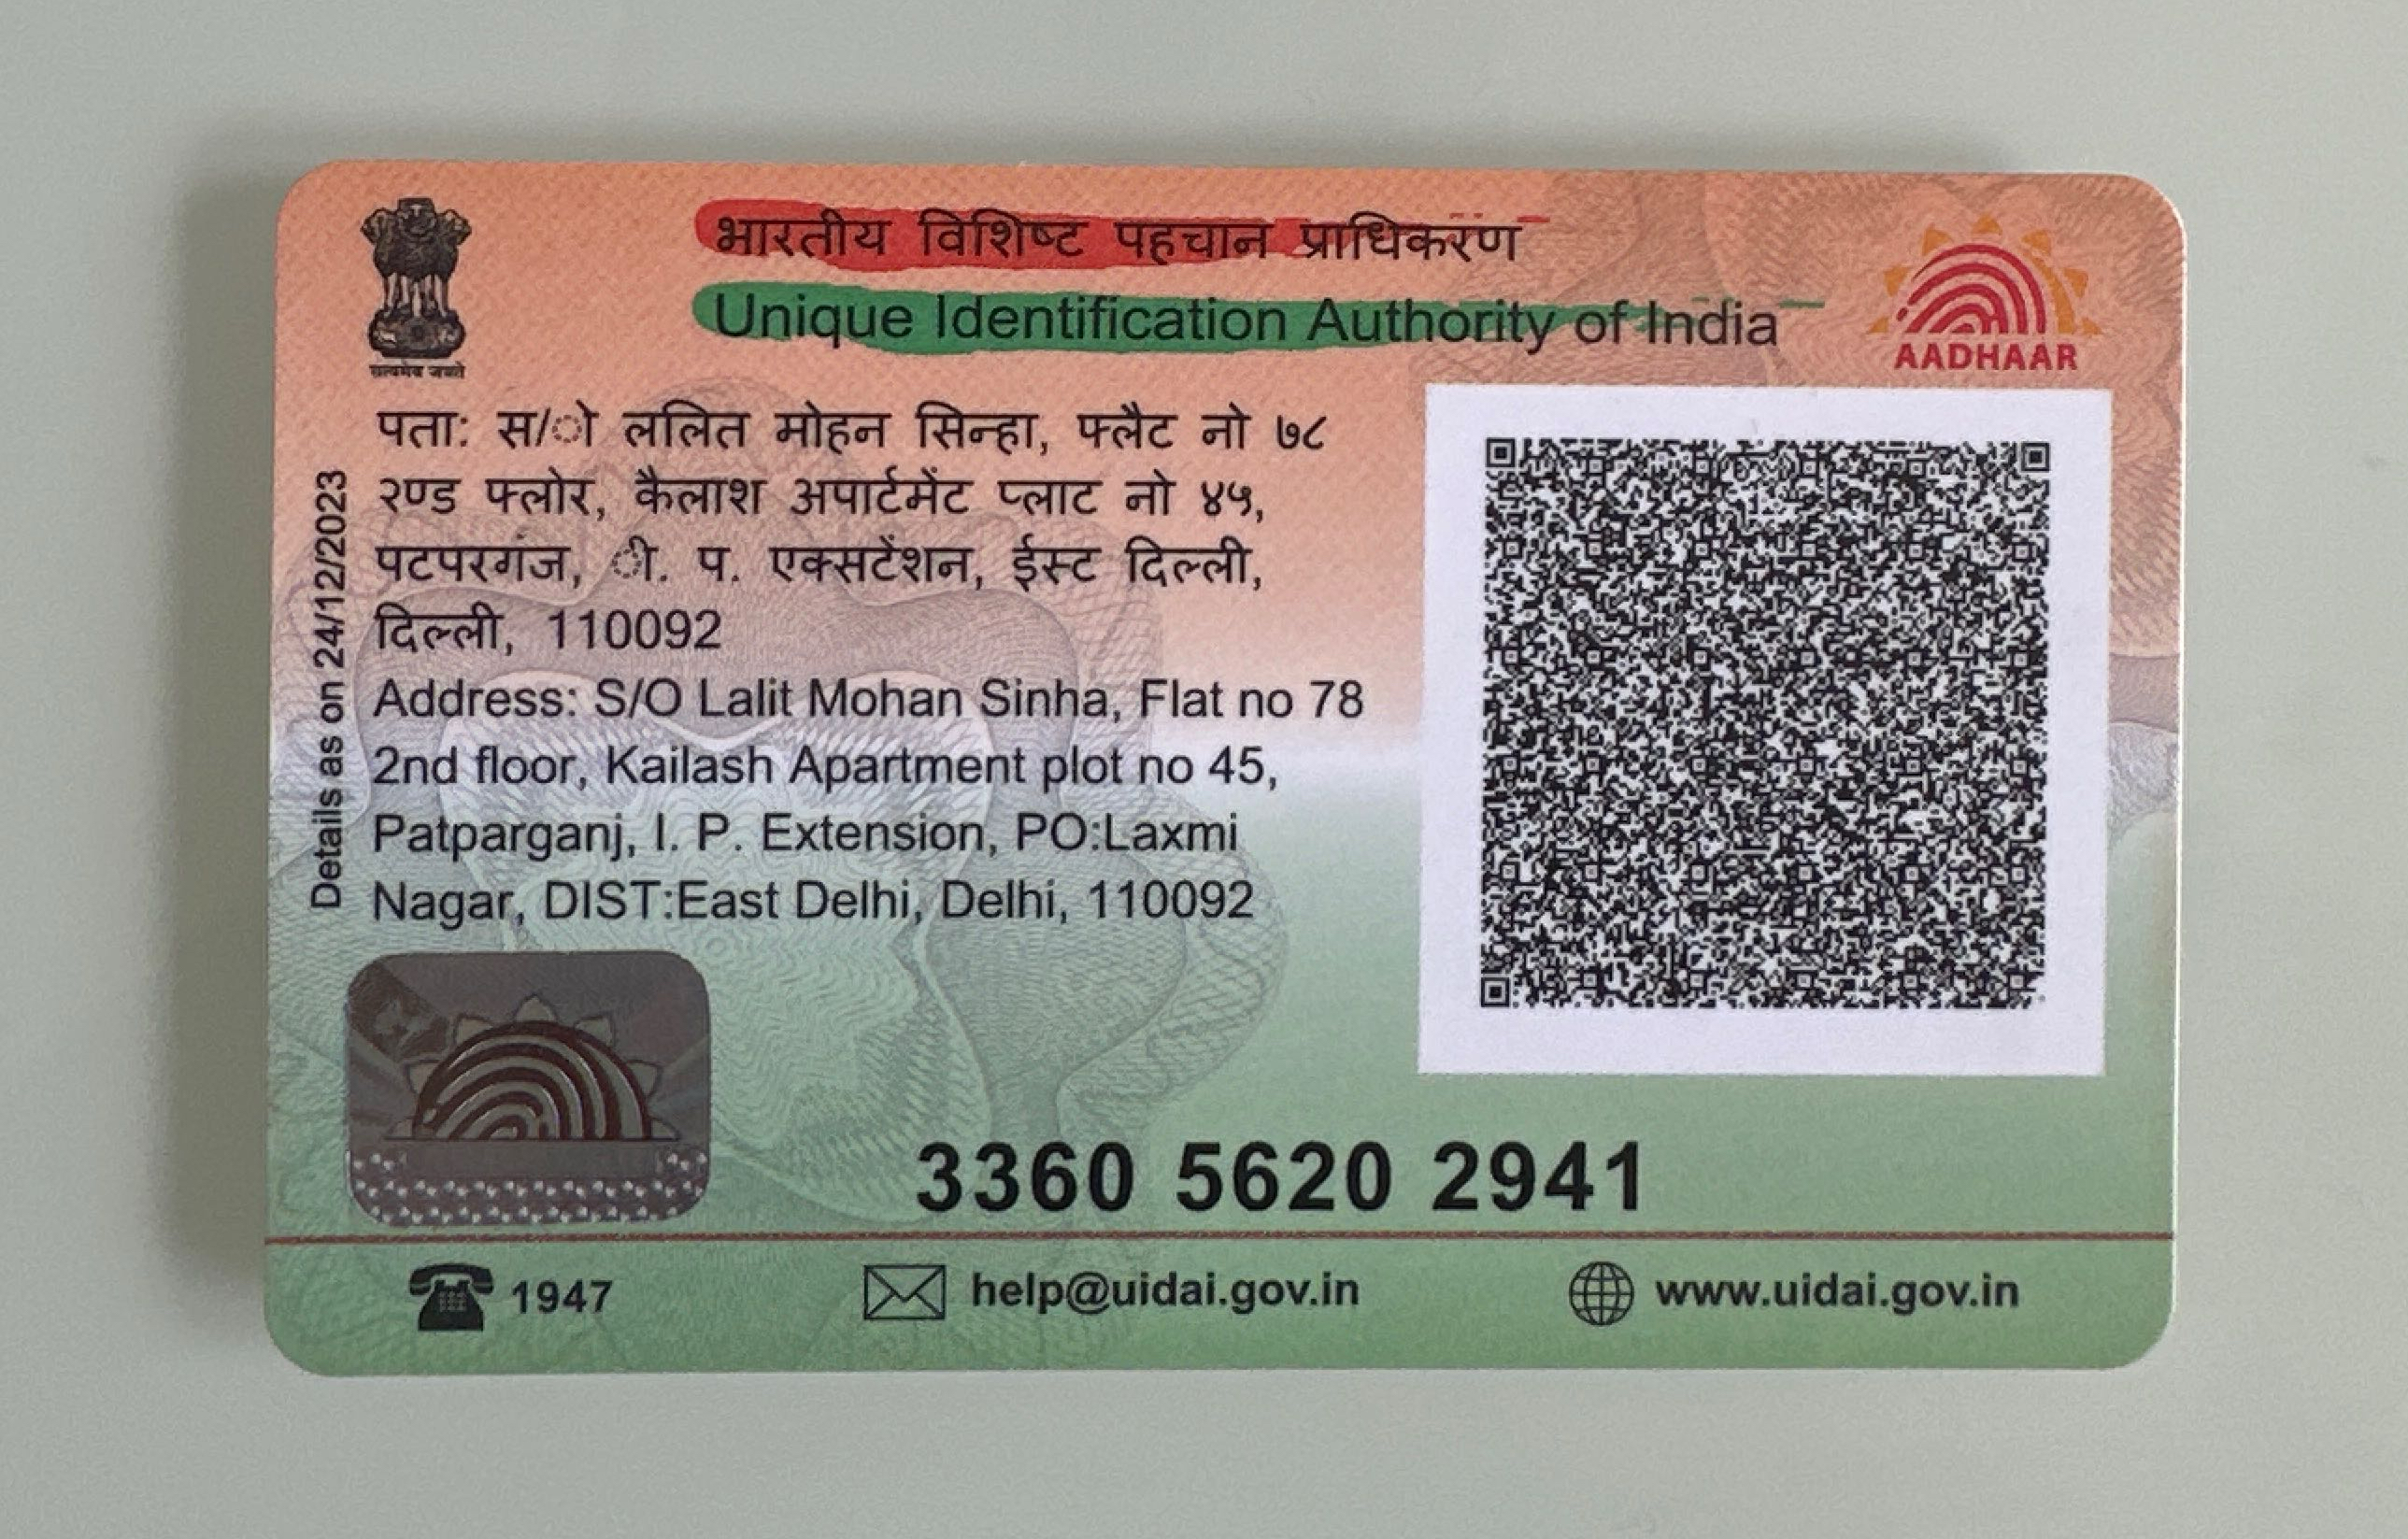 भारतीय विशिष्ट पहचान प्राधिकरण
Unique Identification Authority of India
सत्यमेव जयते
AADHAAR
पता: स/ो ललित मोहन सिन्हा, फ्लैट नो ७८
२ण्ड फ्लोर, कैलाश अपार्टमेंट प्लाट नो ४५,
पटपरगंज, ी. प. एक्सटेंशन, ईस्ट दिल्ली,
दिल्ली, 110092
Address: S/O Lalit Mohan Sinha, Flat no 78
2nd floor, Kailash Apartment plot no 45,
Patparganj, I. P. Extension, PO:Laxmi
Nagar, DIST:East Delhi, Delhi, 110092
Details as on 24/12/2023
3360 5620 2941
1947
help@uidai.gov.in
www.uidai.gov.in